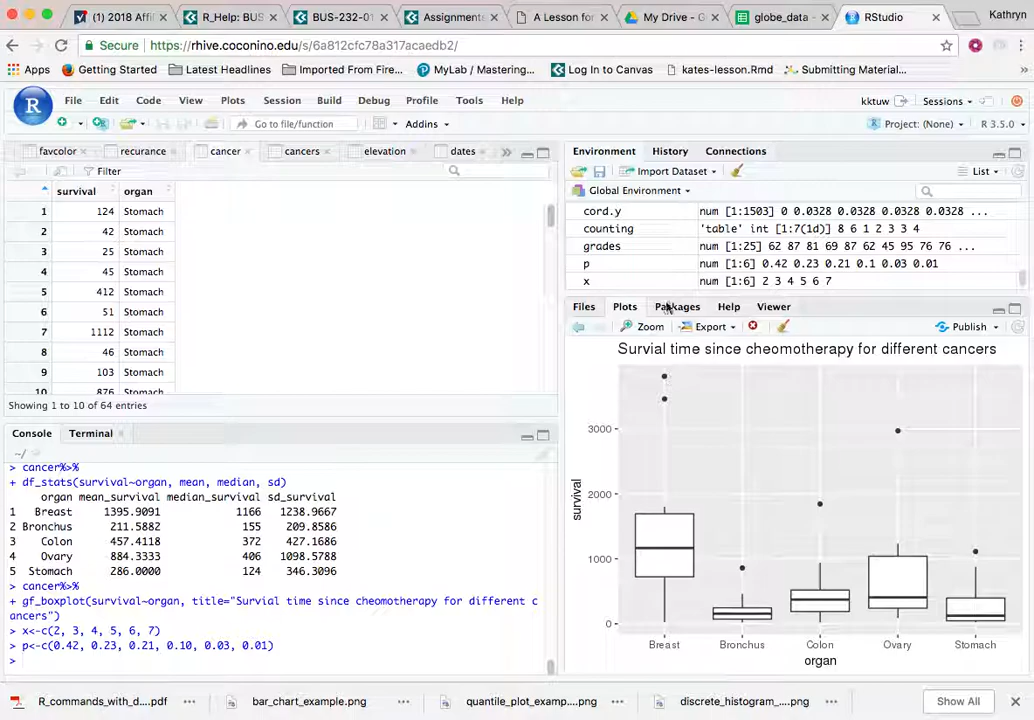 (1) 2018 Affil
R_Help: BUS
BUS-232-01
Assignments
A Lesson for
My Drive - G
globe_data
RStudio
Kathryn
Secure
https://rhive.coconino.edu/s/6a812cfc78a317acaedb2/
Apps
Getting Started
Latest Headlines
Imported From Fire...
MyLab / Mastering...
Log In to Canvas
kates-lesson.Rmd
Submitting Material...
R
File Edit Code View Plots Session Build Debug Profile Tools Help
kktuw
Sessions
Go to file/function
Addins
Project: (None)
R 3.5.0
favcolor
recurance
cancer
cancers
elevation
dates
Filter
survival organ
1 124 Stomach
2 42 Stomach
3 25 Stomach
4 45 Stomach
5 412 Stomach
6 51 Stomach
7 1112 Stomach
8 46 Stomach
9 103 Stomach
10 876 Stomach
Showing 1 to 10 of 64 entries
Console Terminal
~/
> cancer%>%
+ df_stats(survival~organ, mean, median, sd)
organ mean_survival median_survival sd_survival
1 Breast 1395.9091 1166 1238.9667
2 Bronchus 211.5882 155 209.8586
3 Colon 457.4118 372 427.1686
4 Ovary 884.3333 406 1098.5788
5 Stomach 286.0000 124 346.3096
> cancer%>%
+ gf_boxplot(survival~organ, title="Survial time since cheomotherapy for different c
ancers")
> x<-c(2, 3, 4, 5, 6, 7)
> p<-c(0.42, 0.23, 0.21, 0.10, 0.03, 0.01)
>
Environment History Connections
Import Dataset
List
Global Environment
cord.y num [1:1503] 0 0.0328 0.0328 0.0328 0.0328 ...
counting 'table' int [1:7(1d)] 8 6 1 2 3 3 4
grades num [1:25] 62 87 81 69 87 62 45 95 76 76 ...
p num [1:6] 0.42 0.23 0.21 0.1 0.03 0.01
x num [1:6] 2 3 4 5 6 7
Files Plots Packages Help Viewer
Zoom
Export
Publish
Survial time since cheomotherapy for different cancers
3000
2000
1000
0
survival
Breast Bronchus Colon Ovary Stomach
organ
R_commands_with_d....pdf
bar_chart_example.png
quantile_plot_examp....png
discrete_histogram_....png
Show All